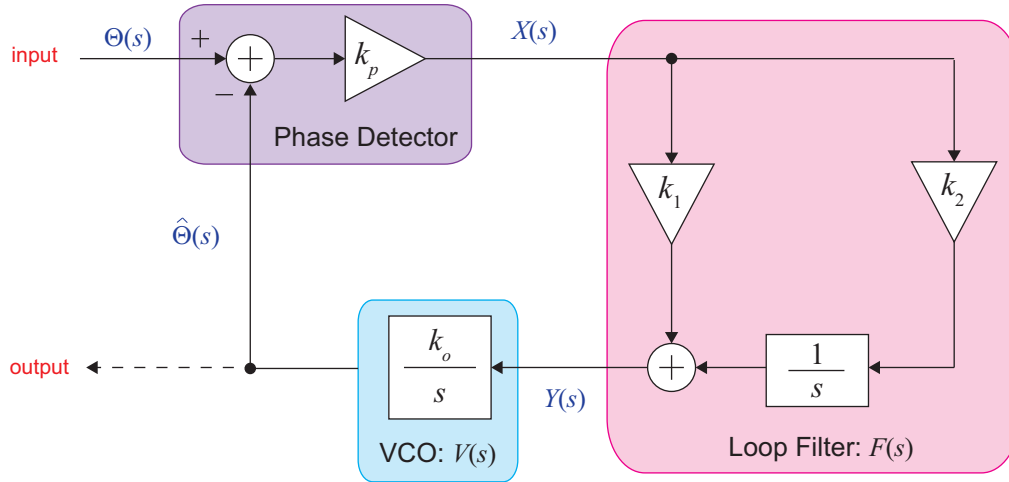 input
Θ(s)
+
+
−
k_p
Phase Detector
X(s)
k_1
k_2
Θ̂(s)
output
k_o
s
VCO: V(s)
Y(s)
+
1
s
Loop Filter: F(s)